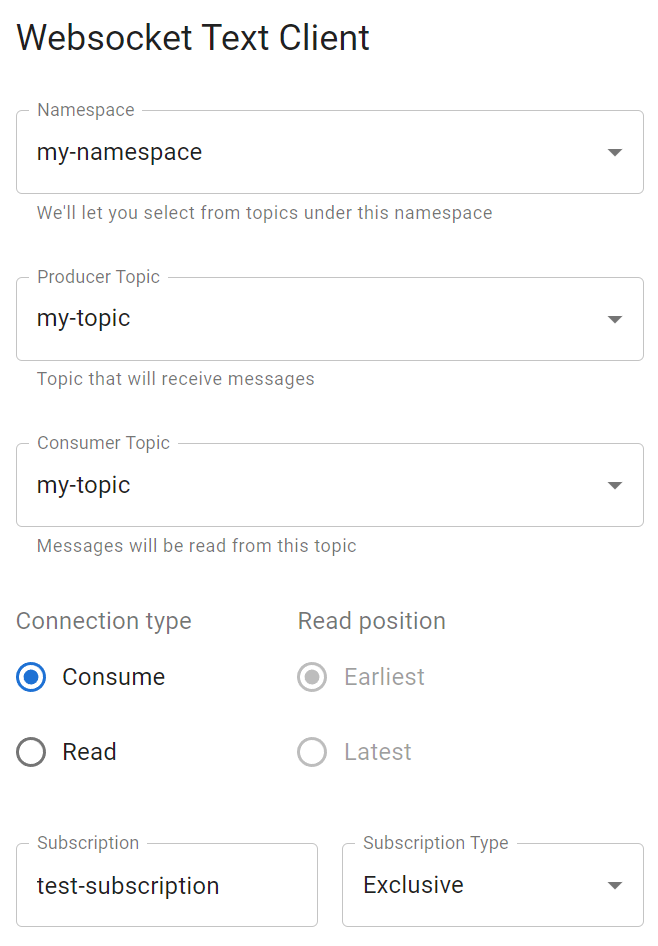 Websocket Text Client
Namespace
my-namespace
We'll let you select from topics under this namespace
Producer Topic
my-topic
Topic that will receive messages
Consumer Topic
my-topic
Messages will be read from this topic
Connection type
Read position
Consume
Earliest
Read
Latest
Subscription
Subscription Type
test-subscription
Exclusive